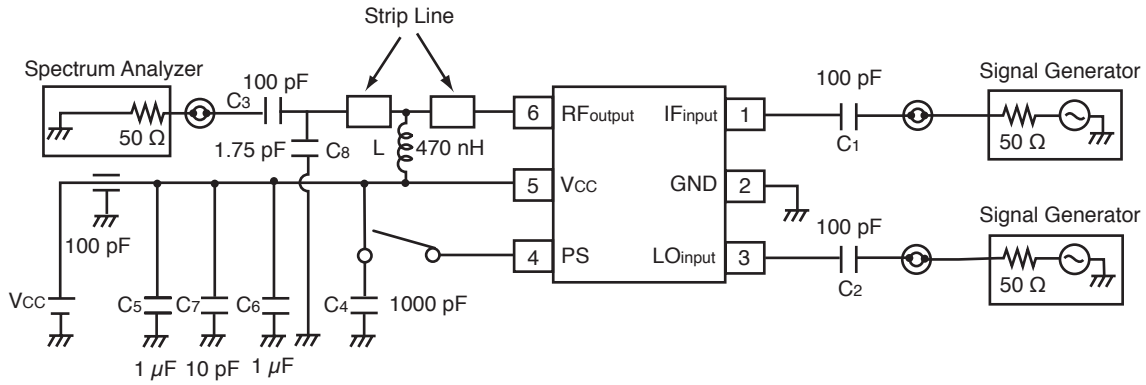 Strip Line
Spectrum Analyzer
100 pF
C3
50 Ω
1.75 pF
C8
L
470 nH
6
RFoutput
IFinput
1
100 pF
C1
Signal Generator
50 Ω
5
VCC
GND
2
100 pF
4
PS
LOinput
3
100 pF
C2
Signal Generator
50 Ω
VCC
C5
C7
C6
C4
1000 pF
1 µF
10 pF
1 µF